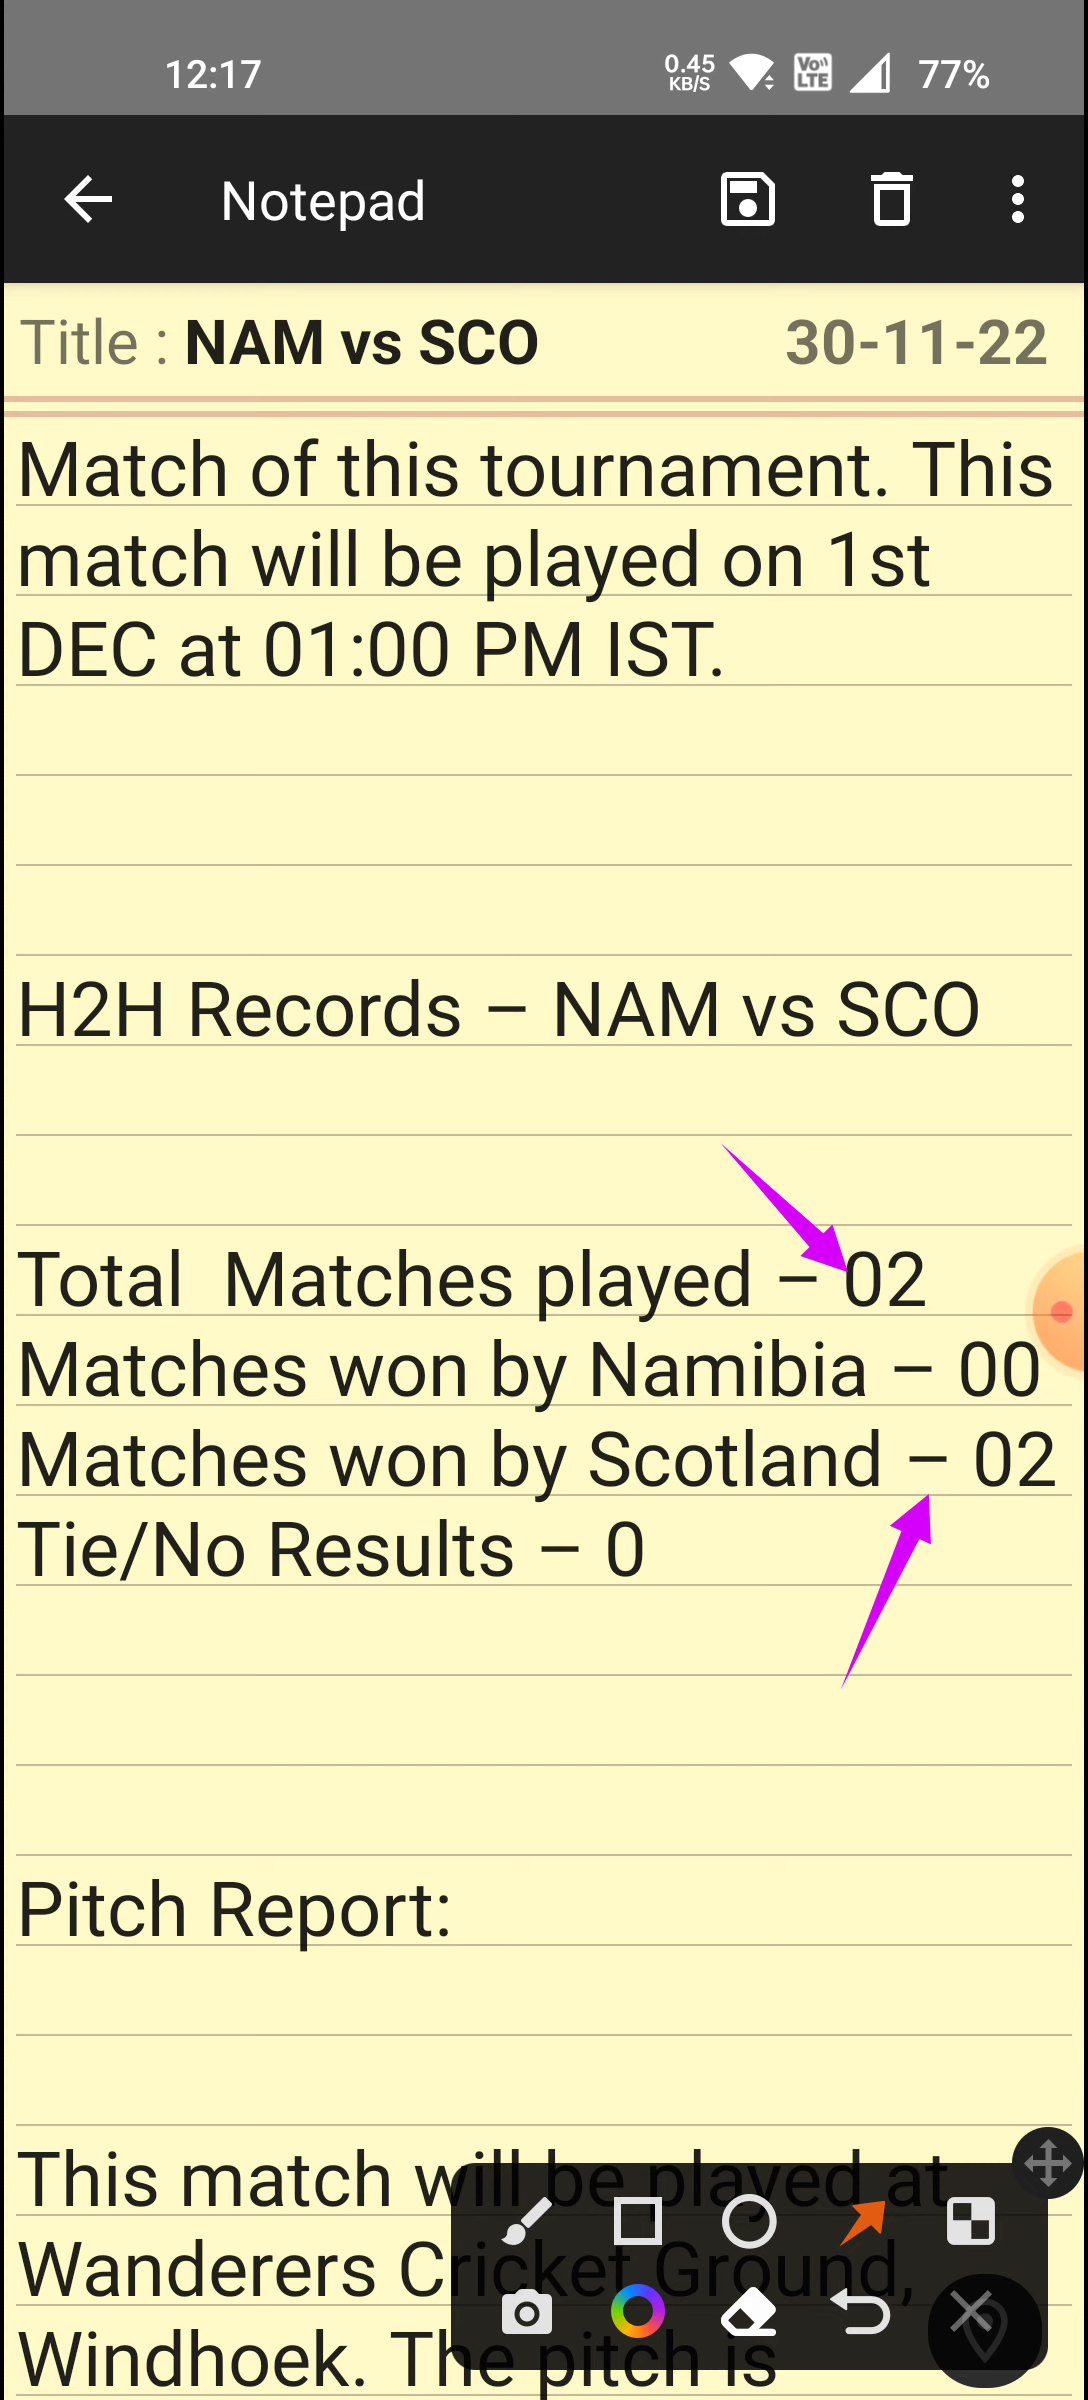 12:17
0.45
KB/S
Vo
LTE
77%
Notepad
Title : NAM vs SCO 30-11-22
Match of this tournament. This
match will be played on 1st
DEC at 01:00 PM IST.
H2H Records – NAM vs SCO
Total  Matches played – 02
Matches won by Namibia – 00
Matches won by Scotland – 02
Tie/No Results – 0
Pitch Report:
This match will be played at
Wanderers Cricket Ground,
Windhoek. The pitch is